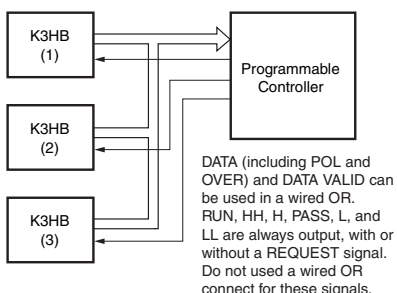 K3HB
(1)
Programmable
Controller
K3HB
(2)
K3HB
(3)
DATA (including POL and
OVER) and DATA VALID can
be used in a wired OR.
RUN, HH, H, PASS, L, and
LL are always output, with or
without a REQUEST signal.
Do not used a wired OR
connect for these signals.